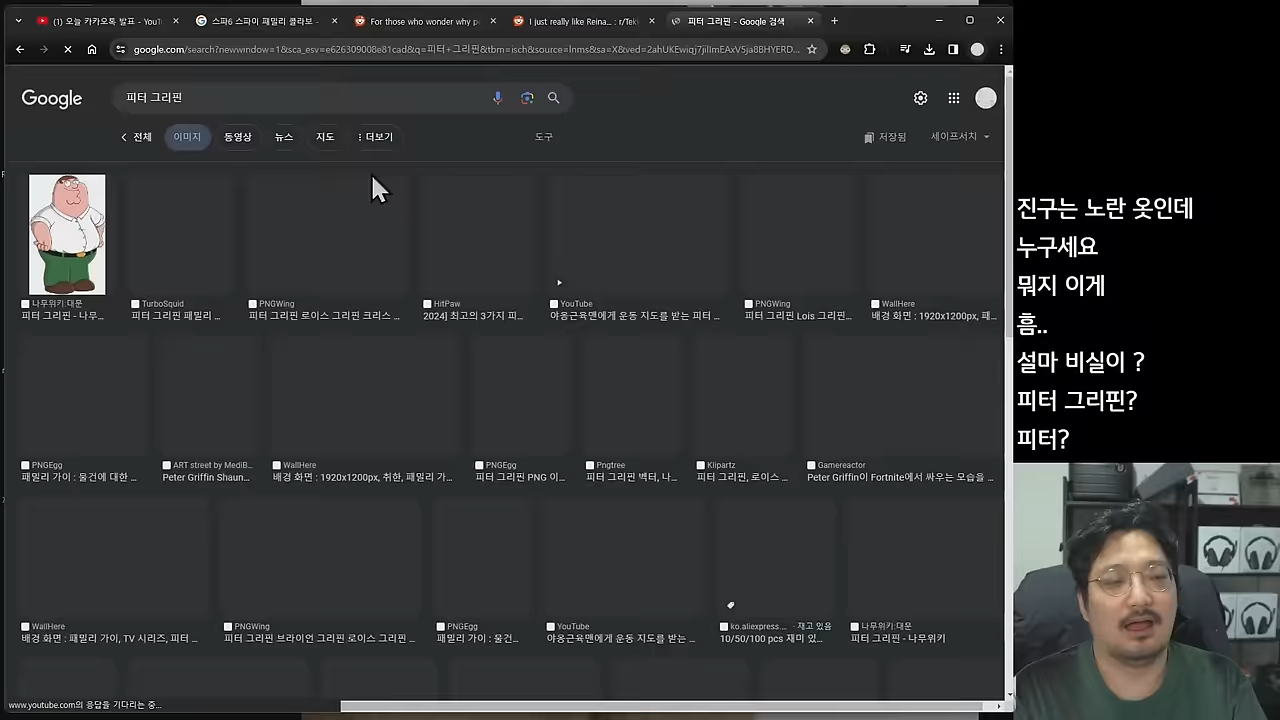 (1) 오늘 카카오톡 발표 - YouT
스파6 스파이 패밀리 콜라보 -
For those who wonder why pe
I just really like Reina... : r/Tek
피터 그리핀 - Google 검색
google.com/search?newwindow=1&sca_esv=e626309008e81cad&q=피터+그리핀&tbm=isch&source=lnms&sa=X&ved=2ahUKEwiqj7jiIImEAxV5ja8BHYERD...
Google
피터 그리핀
전체
이미지
동영상
뉴스
지도
더보기
도구
저장됨
세이프서치
나무위키:대문
피터 그리핀 - 나무...
TurboSquid
피터 그리핀 패밀리 ...
PNGWing
피터 그리핀 로이스 그리핀 크리스 ...
HitPaw
2024] 최고의 3가지 피...
YouTube
야옹근육맨에게 운동 지도를 받는 피터 ...
PNGWing
피터 그리핀 Lois 그리핀...
WallHere
배경 화면 : 1920x1200px, 패...
PNGEgg
패밀리 가이 : 물건에 대한 ...
ART street by MediB...
Peter Griffin Shaun...
WallHere
배경 화면 : 1920x1200px, 취한, 패밀리 가...
PNGEgg
피터 그리핀 PNG 이...
Pngtree
피터 그리핀 벡터, 나...
Klipartz
피터 그리핀, 로이스 ...
Gamereactor
Peter Griffin이 Fortnite에서 싸우는 모습을 ...
WallHere
배경 화면 : 패밀리 가이, TV 시리즈, 피터 ...
PNGWing
피터 그리핀 브라이언 그리핀 로이스 그리핀 ...
PNGEgg
패밀리 가이 : 물건...
YouTube
야옹근육맨에게 운동 지도를 받는 ...
ko.aliexpress.... · 재고 있음
10/50/100 pcs 재미 있...
나무위키:대문
피터 그리핀 - 나무위키
www.youtube.com의 응답을 기다리는 중...
진구는 노란 옷인데
누구세요
뭐지 이게
흠..
설마 비실이 ?
피터 그리핀?
피터?